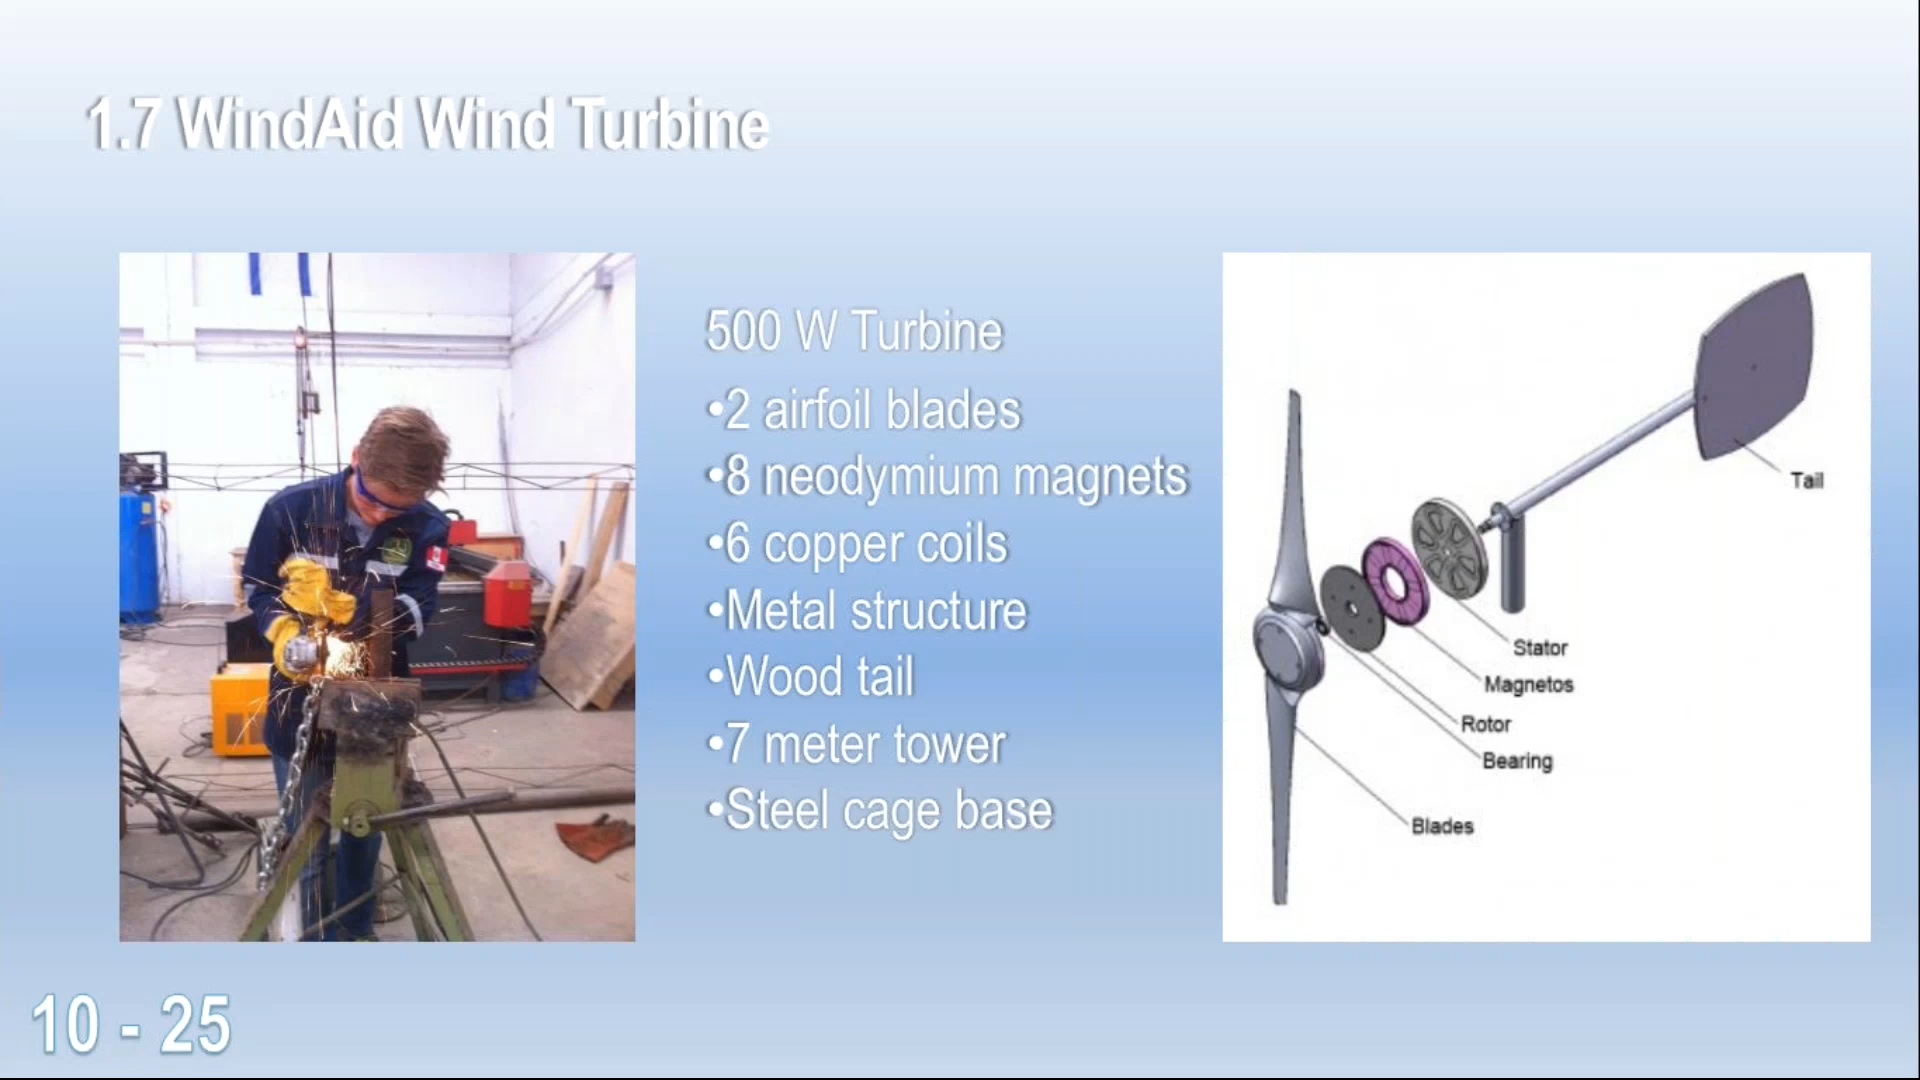 1.7 WindAid Wind Turbine
500 W Turbine
•2 airfoil blades
•8 neodymium magnets
•6 copper coils
•Metal structure
•Wood tail
•7 meter tower
•Steel cage base
Tail
Stator
Magnetos
Rotor
Bearing
Blades
10 - 25